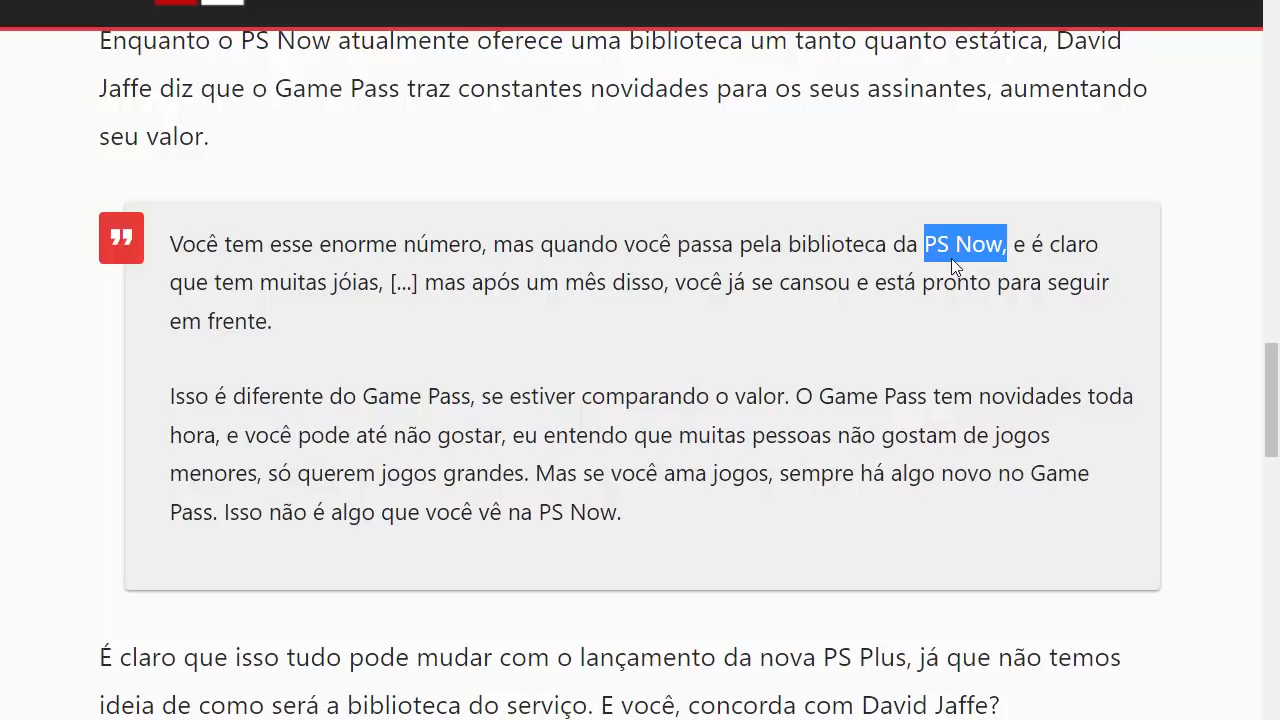 Enquanto o PS Now atualmente oferece uma biblioteca um tanto quanto estática, David
Jaffe diz que o Game Pass traz constantes novidades para os seus assinantes, aumentando
seu valor.
Você tem esse enorme número, mas quando você passa pela biblioteca da PS Now, e é claro
que tem muitas jóias, [...] mas após um mês disso, você já se cansou e está pronto para seguir
em frente.
Isso é diferente do Game Pass, se estiver comparando o valor. O Game Pass tem novidades toda
hora, e você pode até não gostar, eu entendo que muitas pessoas não gostam de jogos
menores, só querem jogos grandes. Mas se você ama jogos, sempre há algo novo no Game
Pass. Isso não é algo que você vê na PS Now.
É claro que isso tudo pode mudar com o lançamento da nova PS Plus, já que não temos
ideia de como será a biblioteca do serviço. E você, concorda com David Jaffe?